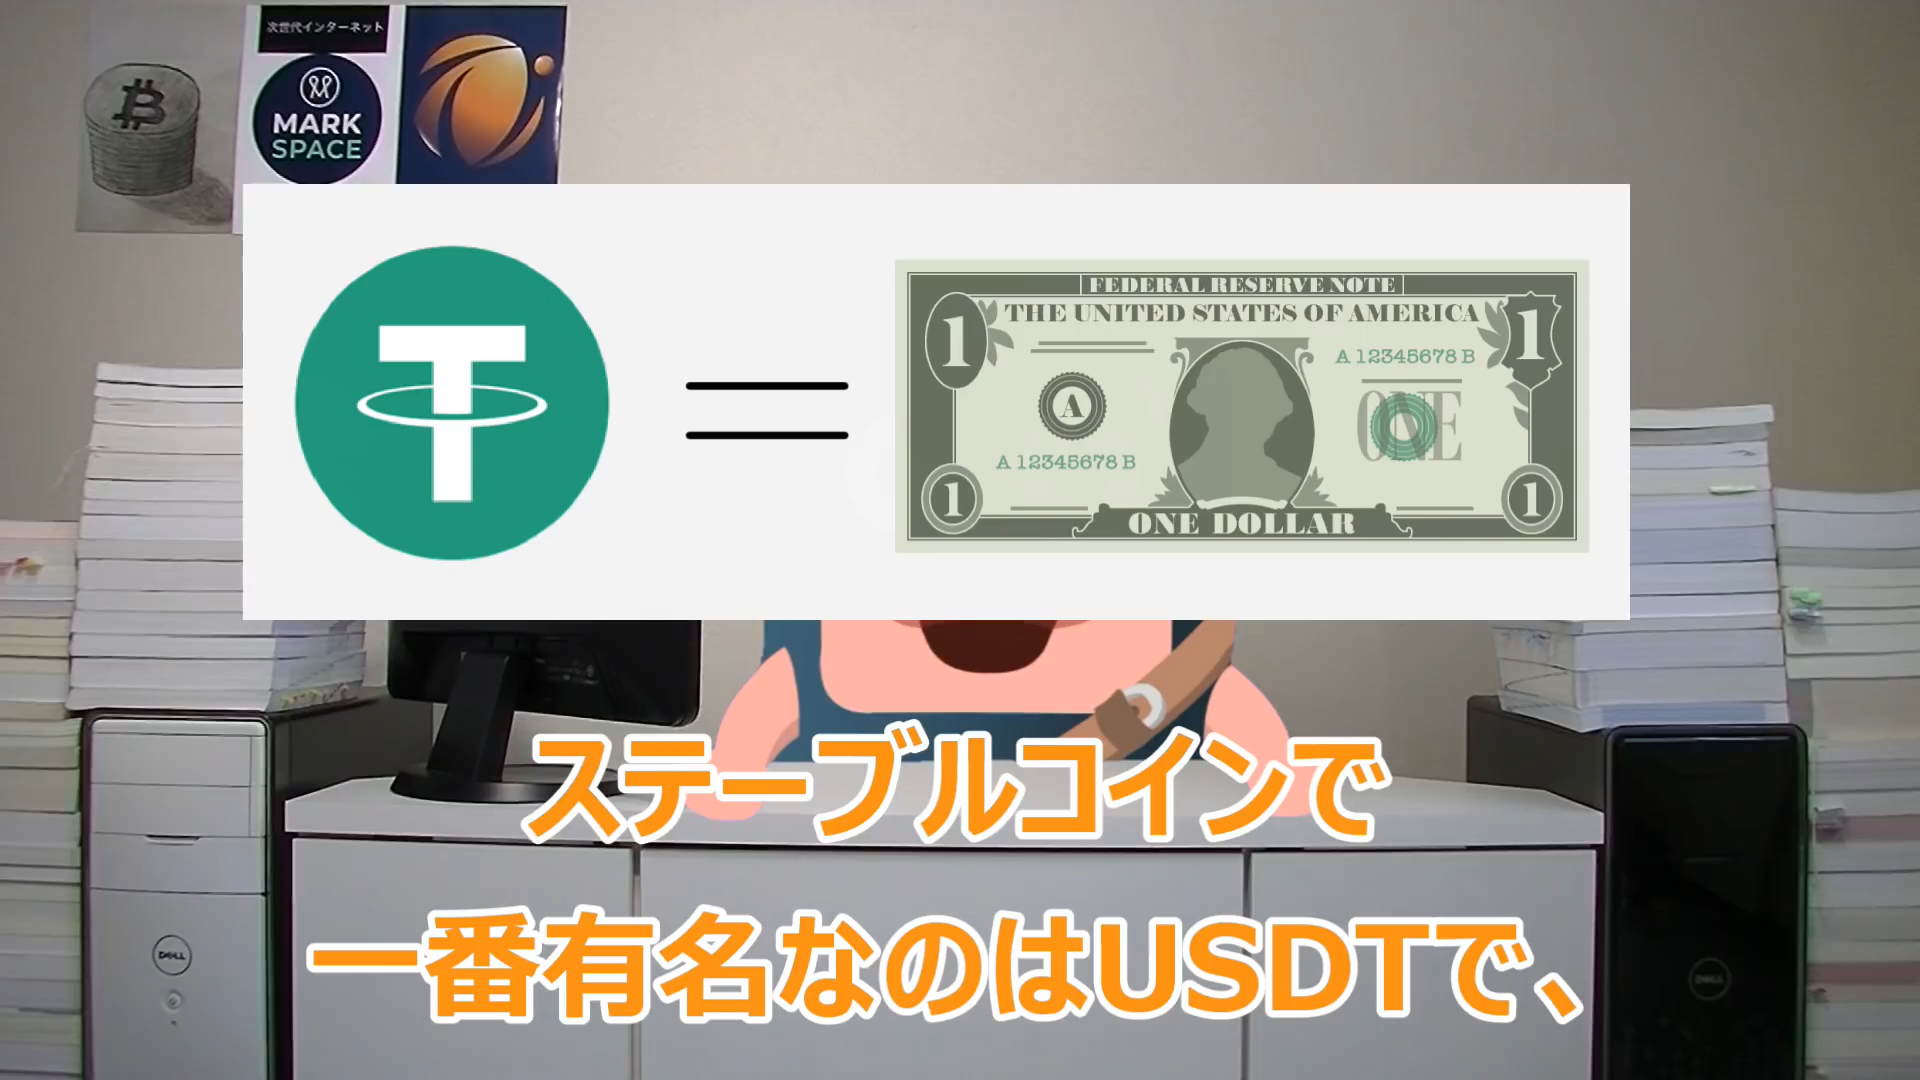 次世代インターネット
MARK
SPACE
FEDERAL RESERVE NOTE
THE UNITED STATES OF AMERICA
1
1
A 12345678 B
A
ONE
A 12345678 B
1
1
ONE DOLLAR
ステーブルコインで
一番有名なのはUSDTで、
DELL
DELL